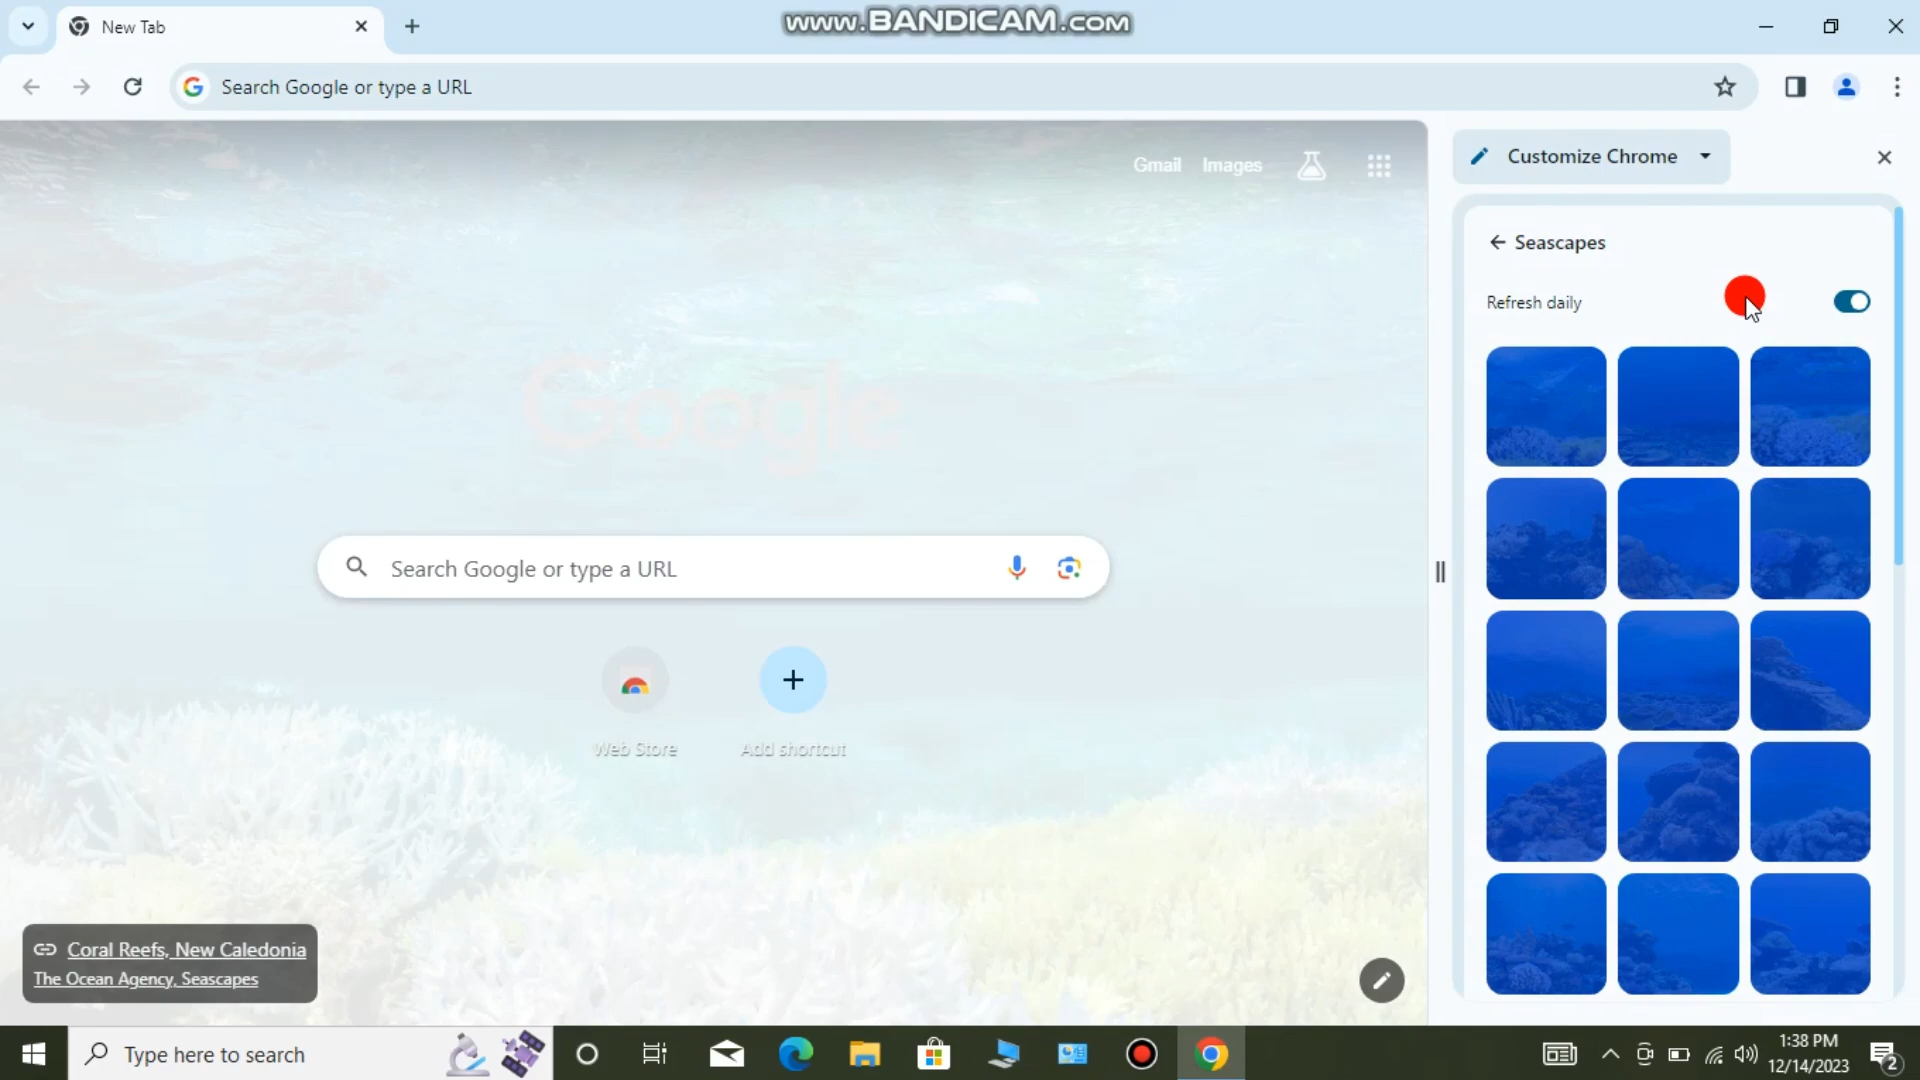 New Tab
www.BANDICAM.com
Search Google or type a URL
Gmail Images
Customize Chrome
Seascapes
Refresh daily
Google
Search Google or type a URL
Web Store
Add shortcut
Coral Reefs, New Caledonia
The Ocean Agency, Seascapes
Type here to search
1:38 PM
12/14/2023
2